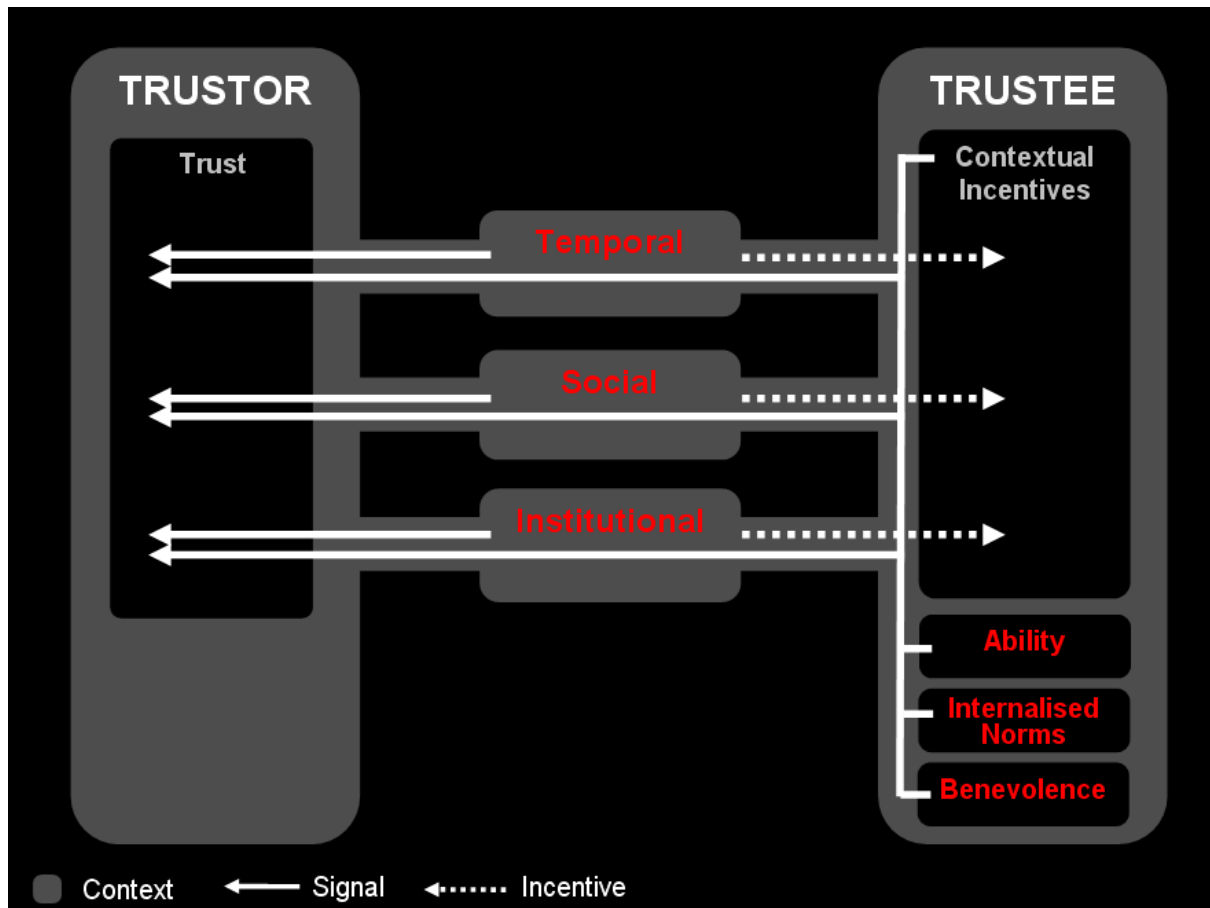 TRUSTOR
Trust
TRUSTEE
Contextual
Incentives
Temporal
Social
Institutional
Ability
Internalised
Norms
Benevolence
Context
Signal
Incentive